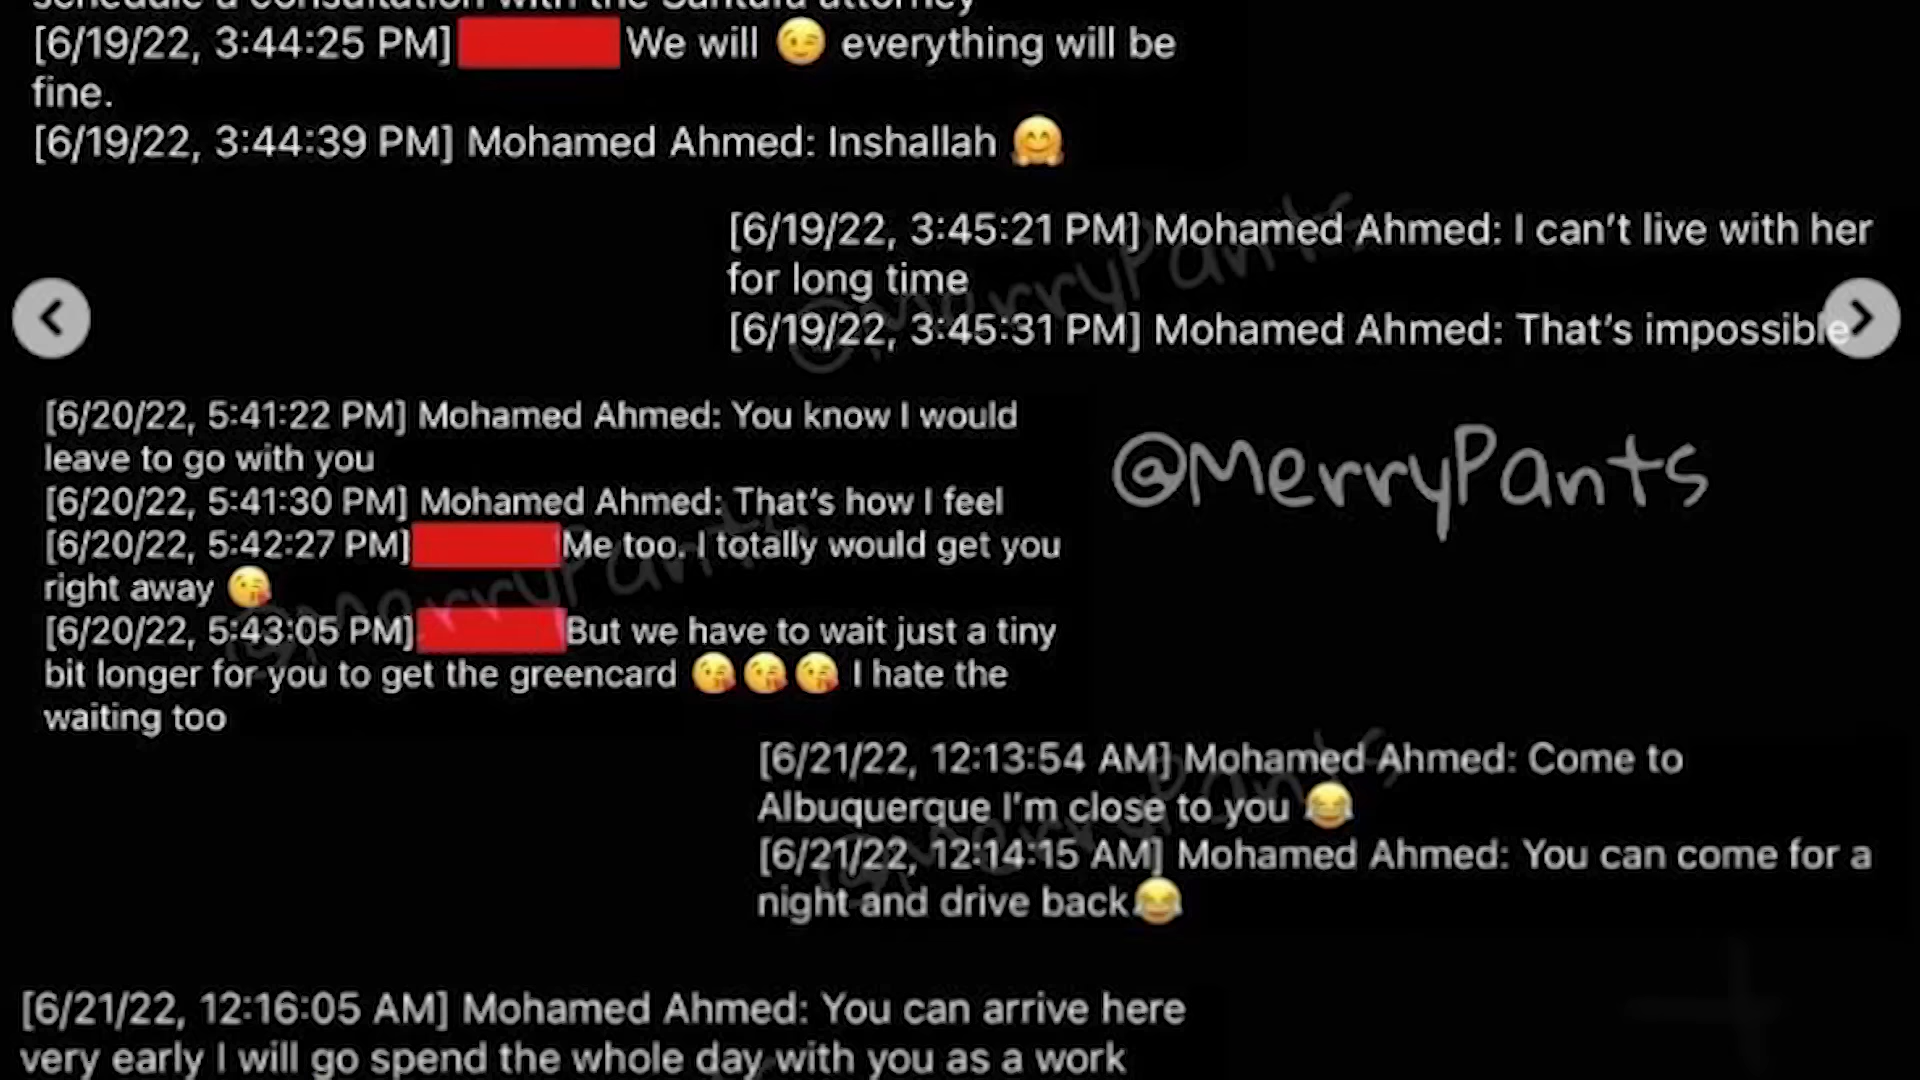 schedule a consultation with the Santafa attorney
[6/19/22, 3:44:25 PM] We will 😉 everything will be
fine.
[6/19/22, 3:44:39 PM] Mohamed Ahmed: Inshallah 🤗
[6/19/22, 3:45:21 PM] Mohamed Ahmed: I can't live with her
for long time
[6/19/22, 3:45:31 PM] Mohamed Ahmed: That's impossible
[6/20/22, 5:41:22 PM] Mohamed Ahmed: You know I would
leave to go with you
[6/20/22, 5:41:30 PM] Mohamed Ahmed: That's how I feel
[6/20/22, 5:42:27 PM] Me too. I totally would get you
right away 😘
[6/20/22, 5:43:05 PM] But we have to wait just a tiny
bit longer for you to get the greencard 😘😘😘 I hate the
waiting too
@MerryPants
[6/21/22, 12:13:54 AM] Mohamed Ahmed: Come to
Albuquerque I'm close to you 😂
[6/21/22, 12:14:15 AM] Mohamed Ahmed: You can come for a
night and drive back😂
[6/21/22, 12:16:05 AM] Mohamed Ahmed: You can arrive here
very early I will go spend the whole day with you as a work
@MerryPants
@MerryPants
@MerryPants